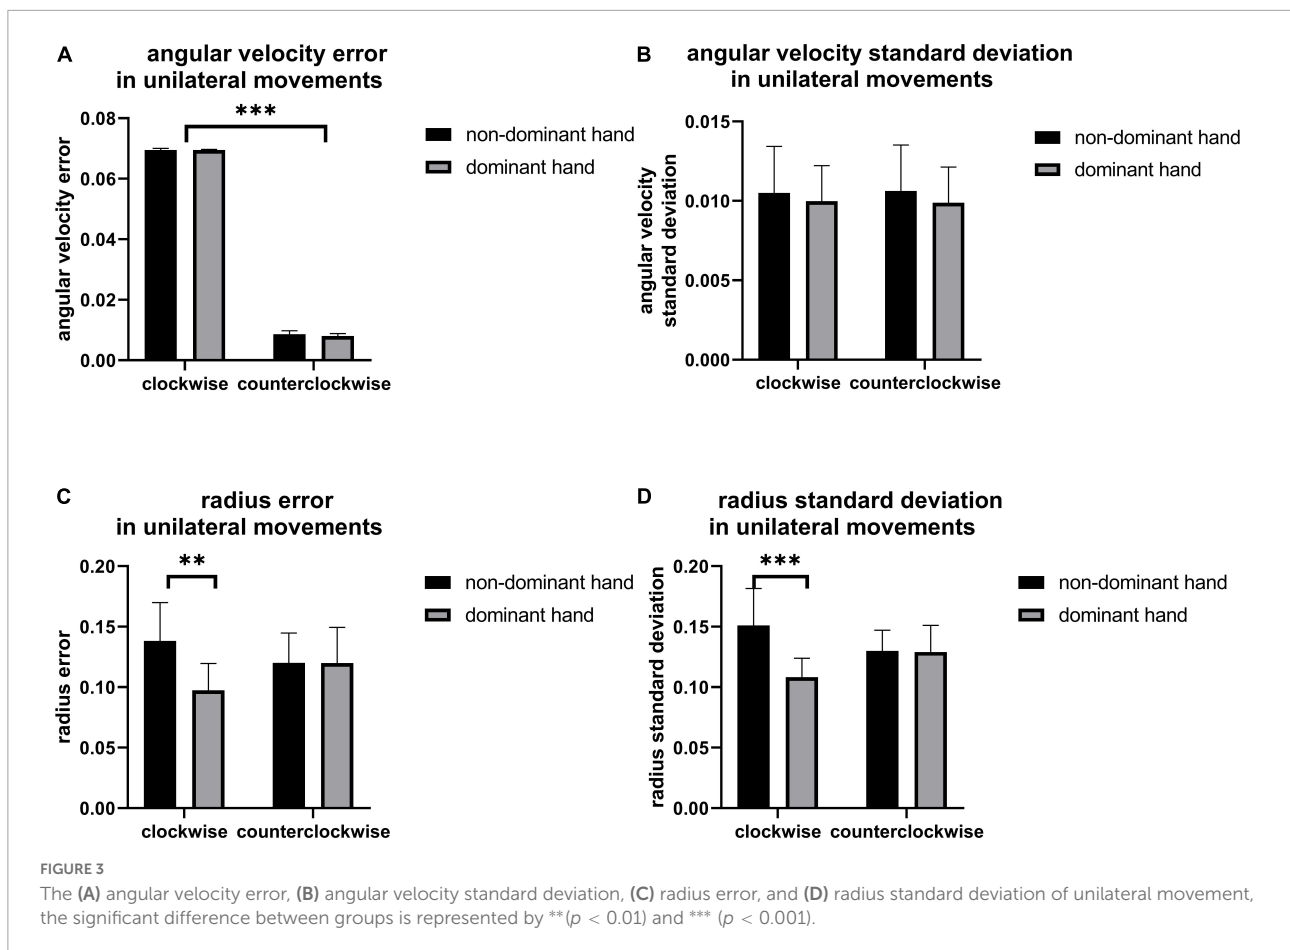 A
angular velocity error
in unilateral movements
***
0.08
0.06
0.04
0.02
0.00
angular velocity error
clockwise
counterclockwise
non-dominant hand
dominant hand
B
angular velocity standard deviation
in unilateral movements
0.015
0.010
0.005
0.000
angular velocity
standard deviation
clockwise
counterclockwise
non-dominant hand
dominant hand
C
radius error
in unilateral movements
**
0.20
0.15
0.10
0.05
0.00
radius error
clockwise
counterclockwise
non-dominant hand
dominant hand
D
radius standard deviation
in unilateral movements
***
0.20
0.15
0.10
0.05
0.00
radius standard deviation
clockwise
counterclockwise
non-dominant hand
dominant hand
FIGURE 3
The (A) angular velocity error, (B) angular velocity standard deviation, (C) radius error, and (D) radius standard deviation of unilateral movement,
the significant difference between groups is represented by **(p < 0.01) and *** (p < 0.001).